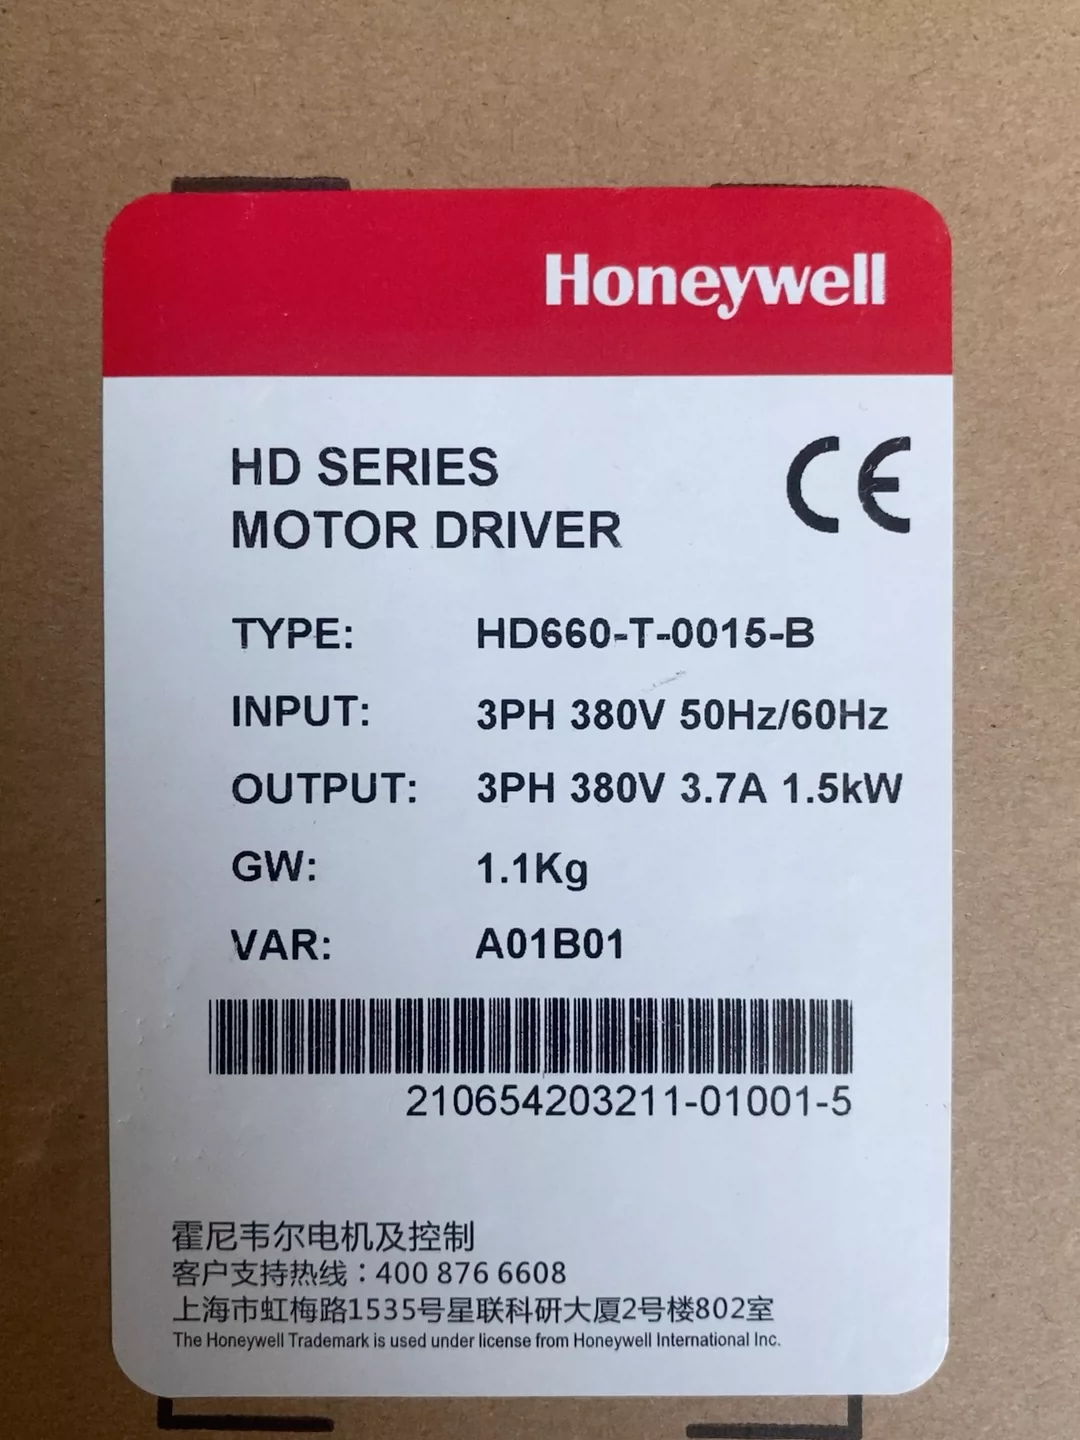 Honeywell
HD SERIES
MOTOR DRIVER
CE
TYPE: HD660-T-0015-B
INPUT: 3PH 380V 50Hz/60Hz
OUTPUT: 3PH 380V 3.7A 1.5kW
GW: 1.1Kg
VAR: A01B01
210654203211-01001-5
霍尼韦尔电机及控制
客户支持热线：400 876 6608
上海市虹梅路1535号星联科研大厦2号楼802室
The Honeywell Trademark is used under license from Honeywell International Inc.